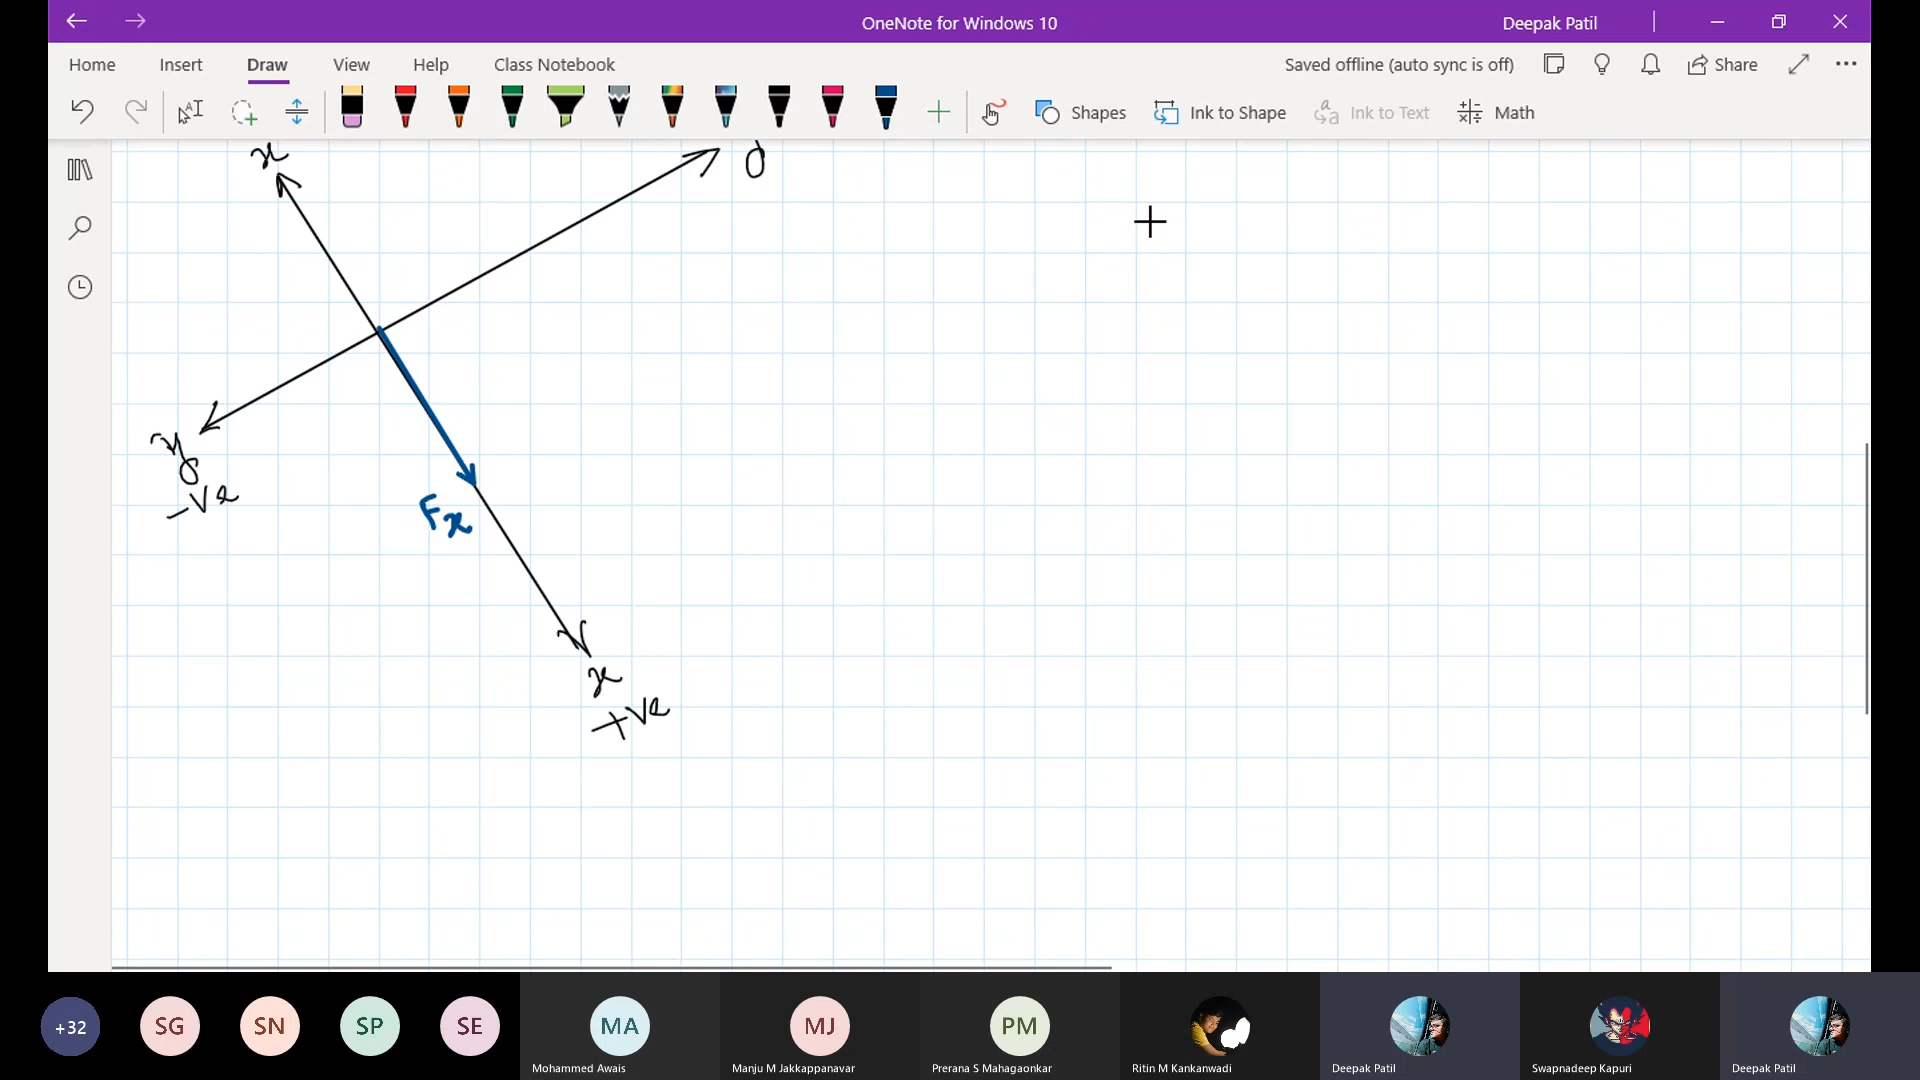 OneNote for Windows 10
Deepak Patil
Home Insert Draw View Help Class Notebook
Saved offline (auto sync is off)
Share
Shapes
Ink to Shape
Ink to Text
Math
x
y
-ve
Fx
x
+ve
+32
SG
SN
SP
SE
MA
MJ
PM
Mohammed Awais
Manju M Jakkappanavar
Prerana S Mahagaonkar
Ritin M Kankanwadi
Deepak Patil
Swapnadeep Kapuri
Deepak Patil